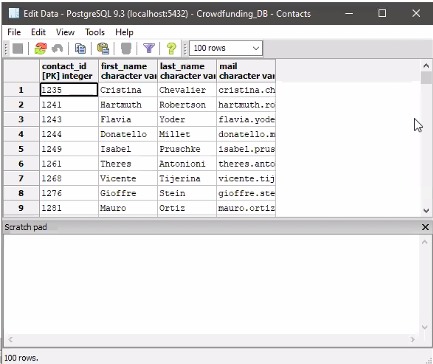 Edit Data - PostgreSQL 9.3 (localhost:5432) - Crowdfunding_DB - Contacts
File Edit View Tools Help
100 rows
contact_id first_name last_name mail
[PK] integer character var character var character var
1 1235 Cristina Chevalier cristina.ch
2 1241 Hartmuth Robertson hartmuth.ro
3 1243 Flavia Yoder flavia.yode
4 1244 Donatello Millet donatello.m
5 1249 Isabel Pruschke isabel.prus
6 1261 Theres Antonioni theres.anto
7 1268 Vicente Tijerina vicente.tij
8 1276 Gioffre Stein gioffre.ste
9 1281 Mauro Ortiz mauro.ortiz
Scratch pad
100 rows.